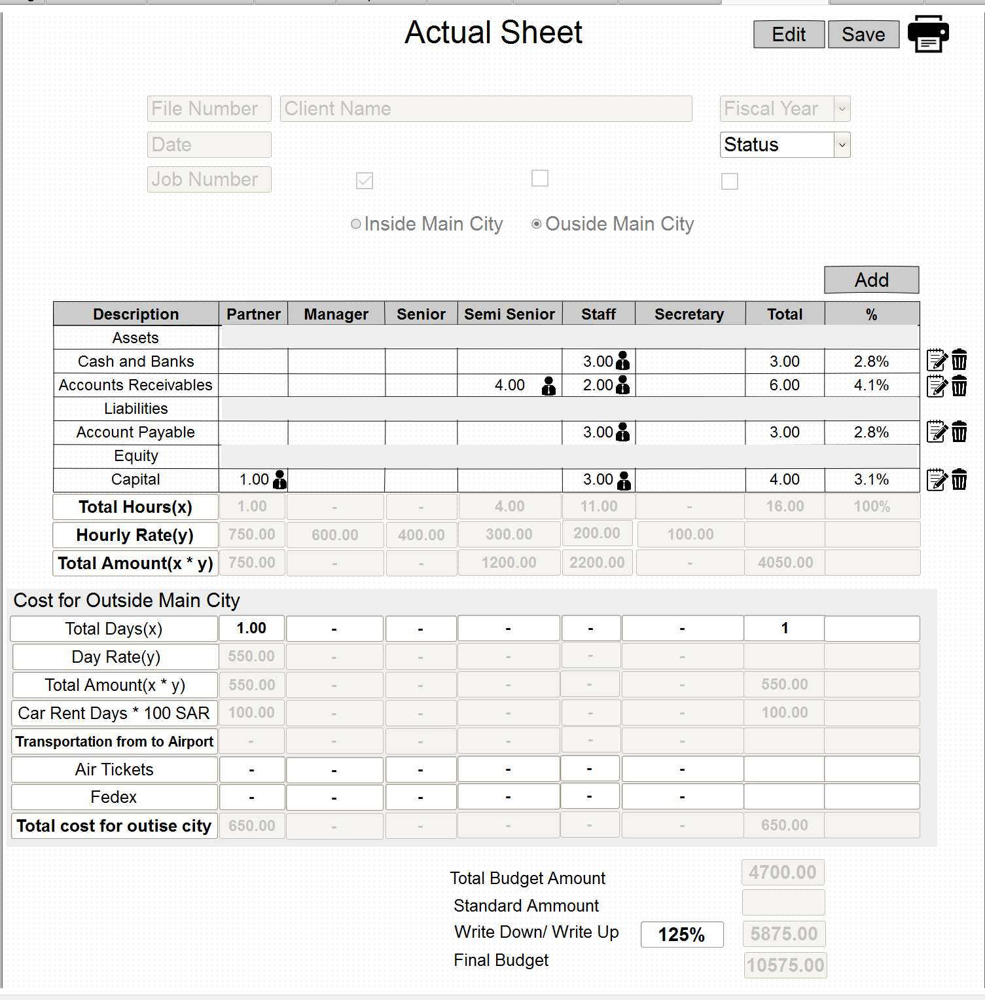 Actual Sheet Edit Save
File Number Client Name Fiscal Year
Date Status
Job Number
Inside Main City Ouside Main City
Add
Description Partner Manager Senior Semi Senior Staff Secretary Total %
Assets
Cash and Banks 3.00 3.00 2.8%
Accounts Receivables 4.00 2.00 6.00 4.1%
Liabilities
Account Payable 3.00 3.00 2.8%
Equity
Capital 1.00 3.00 4.00 3.1%
Total Hours(x) 1.00 - - 4.00 11.00 - 16.00 100%
Hourly Rate(y) 750.00 600.00 400.00 300.00 200.00 100.00
Total Amount(x * y) 750.00 - - 1200.00 2200.00 - 4050.00
Cost for Outside Main City
Total Days(x) 1.00 - - - - - 1
Day Rate(y) 550.00 - - - - -
Total Amount(x * y) 550.00 - - - - - 550.00
Car Rent Days * 100 SAR 100.00 - - - - - 100.00
Transportation from to Airport - - - - - -
Air Tickets - - - - - -
Fedex - - - - - -
Total cost for outise city 650.00 - - - - - 650.00
Total Budget Amount 4700.00
Standard Ammount
Write Down/ Write Up 125% 5875.00
Final Budget 10575.00